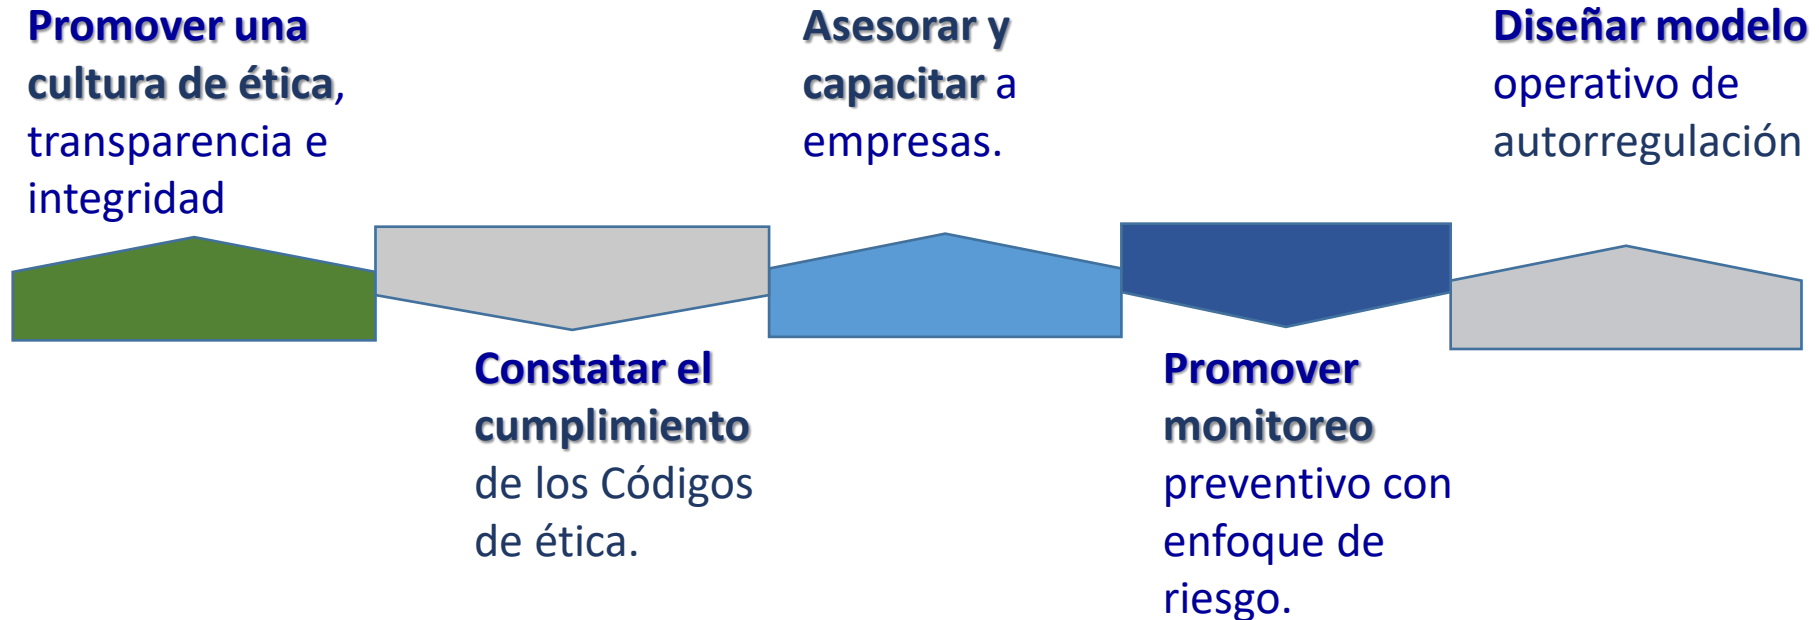 Promover una
cultura de ética,
transparencia e
integridad
Constatar el
cumplimiento
de los Códigos
de ética.
Asesorar y
capacitar a
empresas.
Promover
monitoreo
preventivo con
enfoque de
riesgo.
Diseñar modelo
operativo de
autorregulación